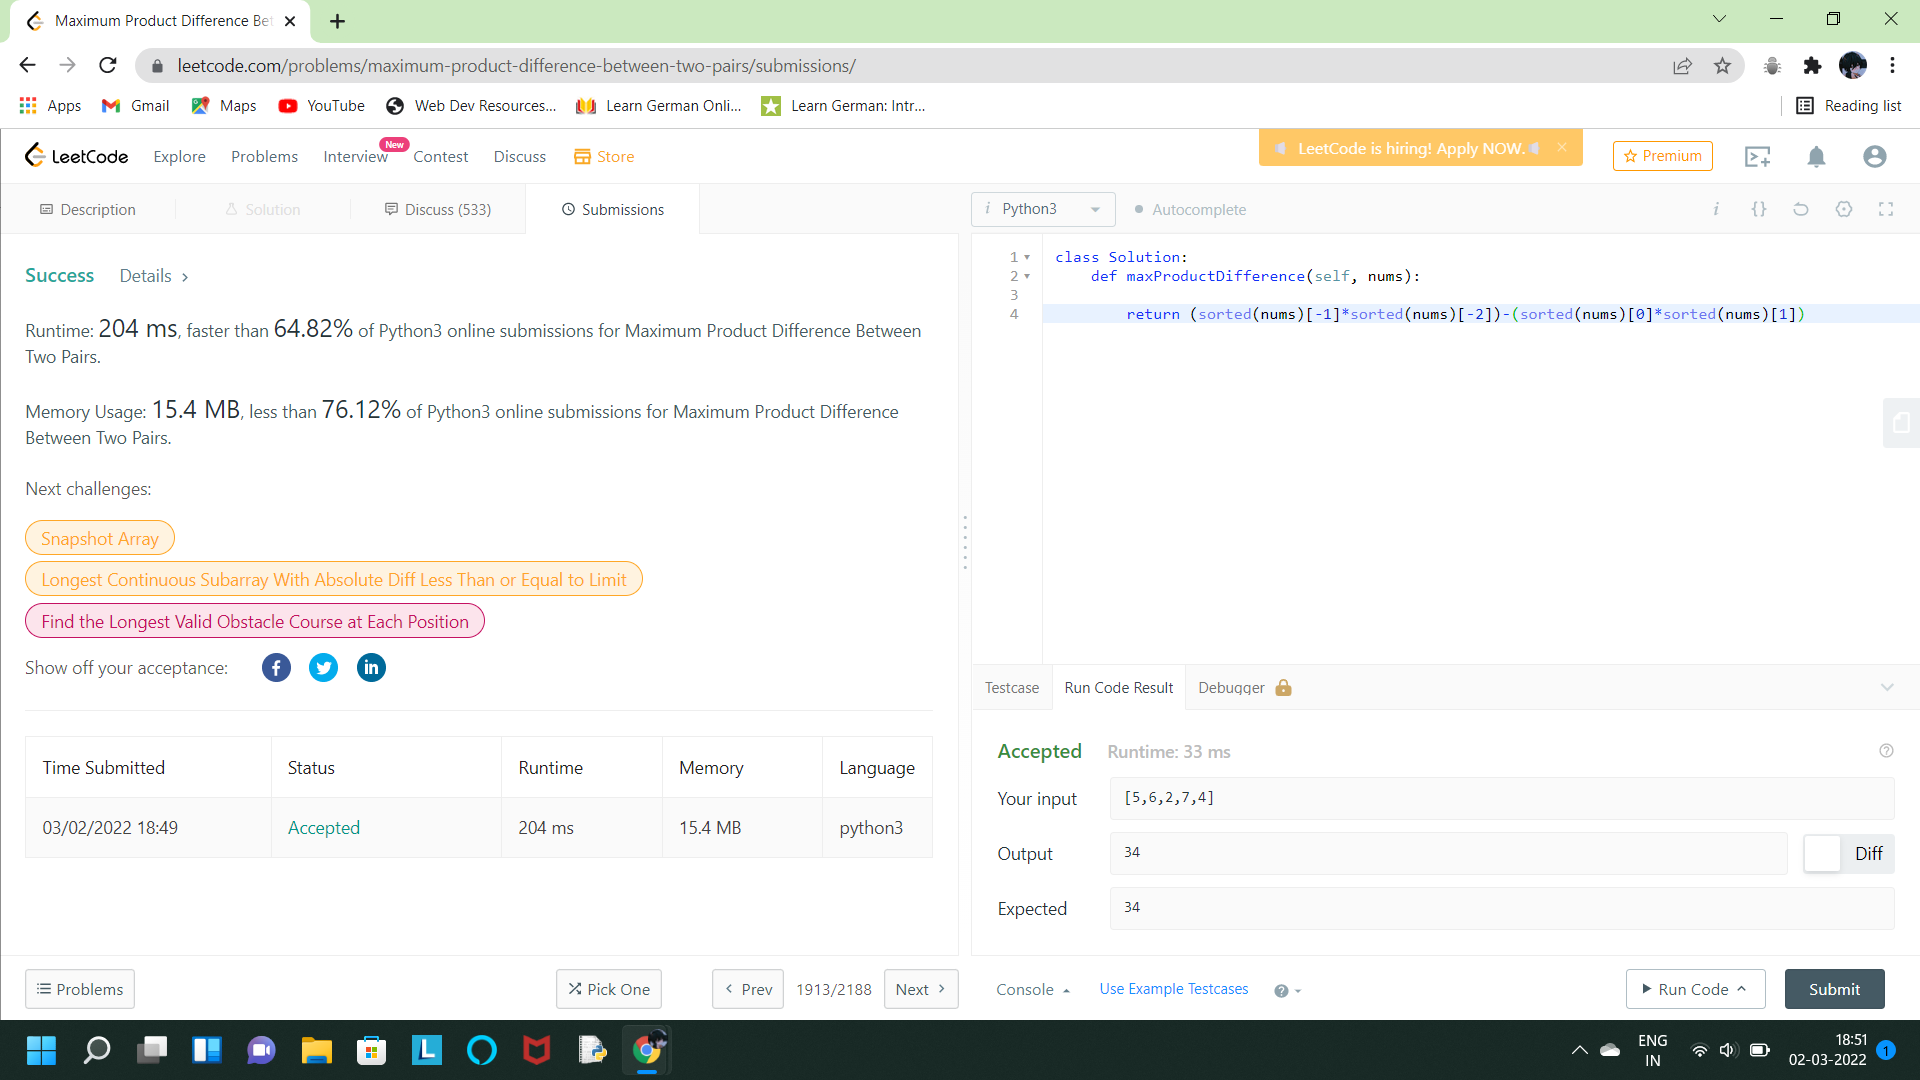 Maximum Product Difference Bet
leetcode.com/problems/maximum-product-difference-between-two-pairs/submissions/
Apps Gmail Maps YouTube Web Dev Resources... Learn German Onli... Learn German: Intr... Reading list
LeetCode Explore Problems Interview New Contest Discuss Store LeetCode is hiring! Apply NOW. Premium
Description Solution Discuss (533) Submissions
i Python3 Autocomplete i {}
Success Details >
Runtime: 204 ms, faster than 64.82% of Python3 online submissions for Maximum Product Difference Between
Two Pairs.
Memory Usage: 15.4 MB, less than 76.12% of Python3 online submissions for Maximum Product Difference
Between Two Pairs.
Next challenges:
Snapshot Array
Longest Continuous Subarray With Absolute Diff Less Than or Equal to Limit
Find the Longest Valid Obstacle Course at Each Position
Show off your acceptance:
Time Submitted Status Runtime Memory Language
03/02/2022 18:49 Accepted 204 ms 15.4 MB python3
1 class Solution:
2 def maxProductDifference(self, nums):
3
4 return (sorted(nums)[-1]*sorted(nums)[-2])-(sorted(nums)[0]*sorted(nums)[1])
Testcase Run Code Result Debugger
Accepted Runtime: 33 ms
Your input [5,6,2,7,4]
Output 34 Diff
Expected 34
Problems Pick One < Prev 1913/2188 Next > Console Use Example Testcases Run Code Submit
ENG
IN
18:51
02-03-2022
1